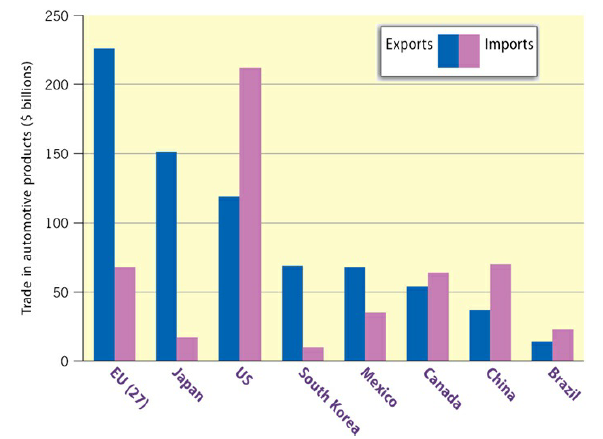 250
Exports Imports
200
150
100
50
0
Trade in automotive products ($ billions)
EU (27)
Japan
US
South Korea
Mexico
Canada
China
Brazil